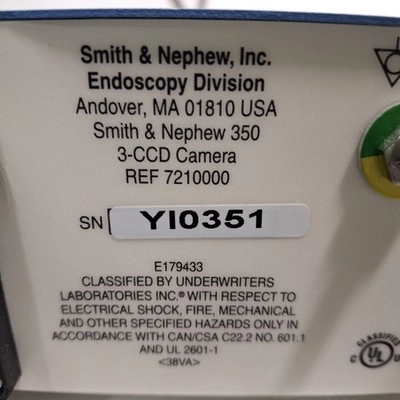 Smith & Nephew, Inc.
Endoscopy Division
Andover, MA 01810 USA
Smith & Nephew 350
3-CCD Camera
REF 7210000
SN YI0351
E179433
CLASSIFIED BY UNDERWRITERS
LABORATORIES INC.® WITH RESPECT TO
ELECTRICAL SHOCK, FIRE, MECHANICAL
AND OTHER SPECIFIED HAZARDS ONLY IN
ACCORDANCE WITH CAN/CSA C22.2 NO. 601.1
AND UL 2601-1
<38VA>
CLASSIFIED
C UL